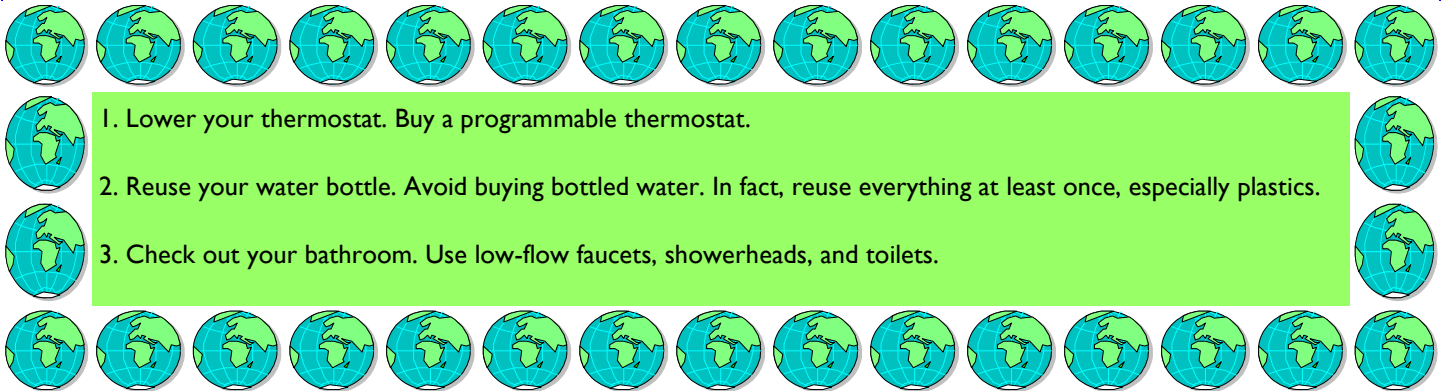 1. Lower your thermostat. Buy a programmable thermostat.
2. Reuse your water bottle. Avoid buying bottled water. In fact, reuse everything at least once, especially plastics.
3. Check out your bathroom. Use low-flow faucets, showerheads, and toilets.